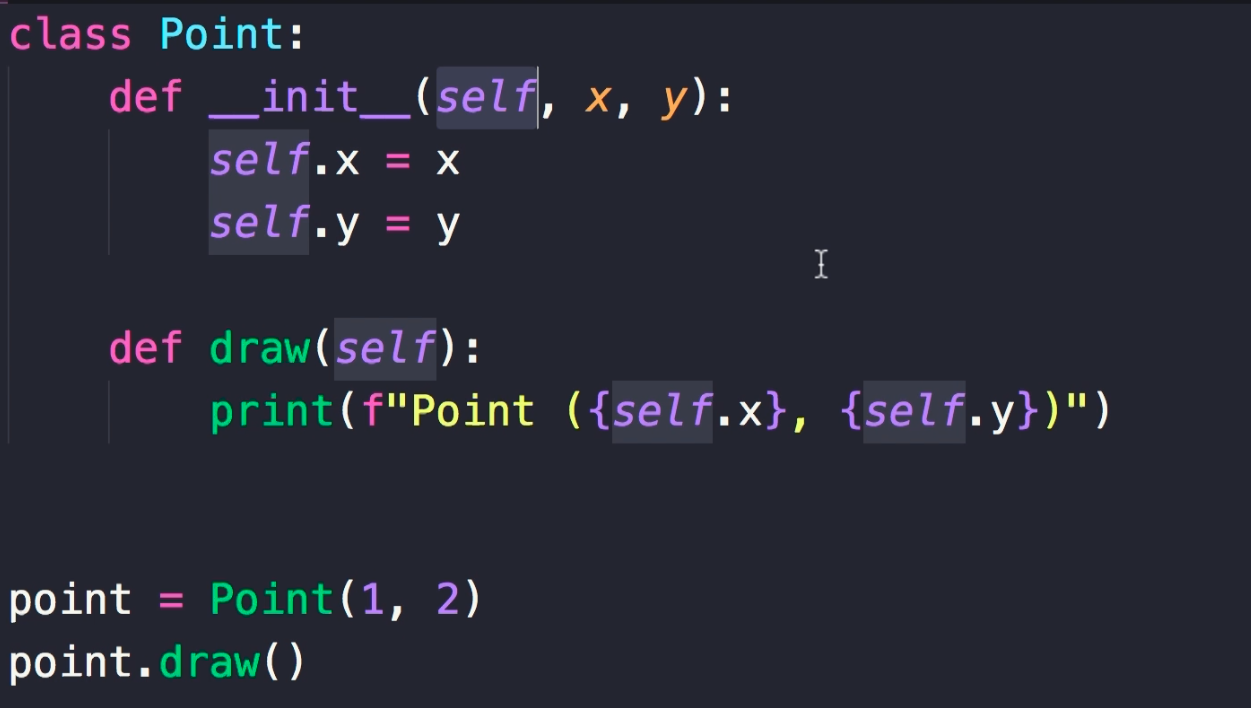 class Point:
    def __init__(self, x, y):
        self.x = x
        self.y = y
    def draw(self):
        print(f"Point ({self.x}, {self.y})")
point = Point(1, 2)
point.draw()